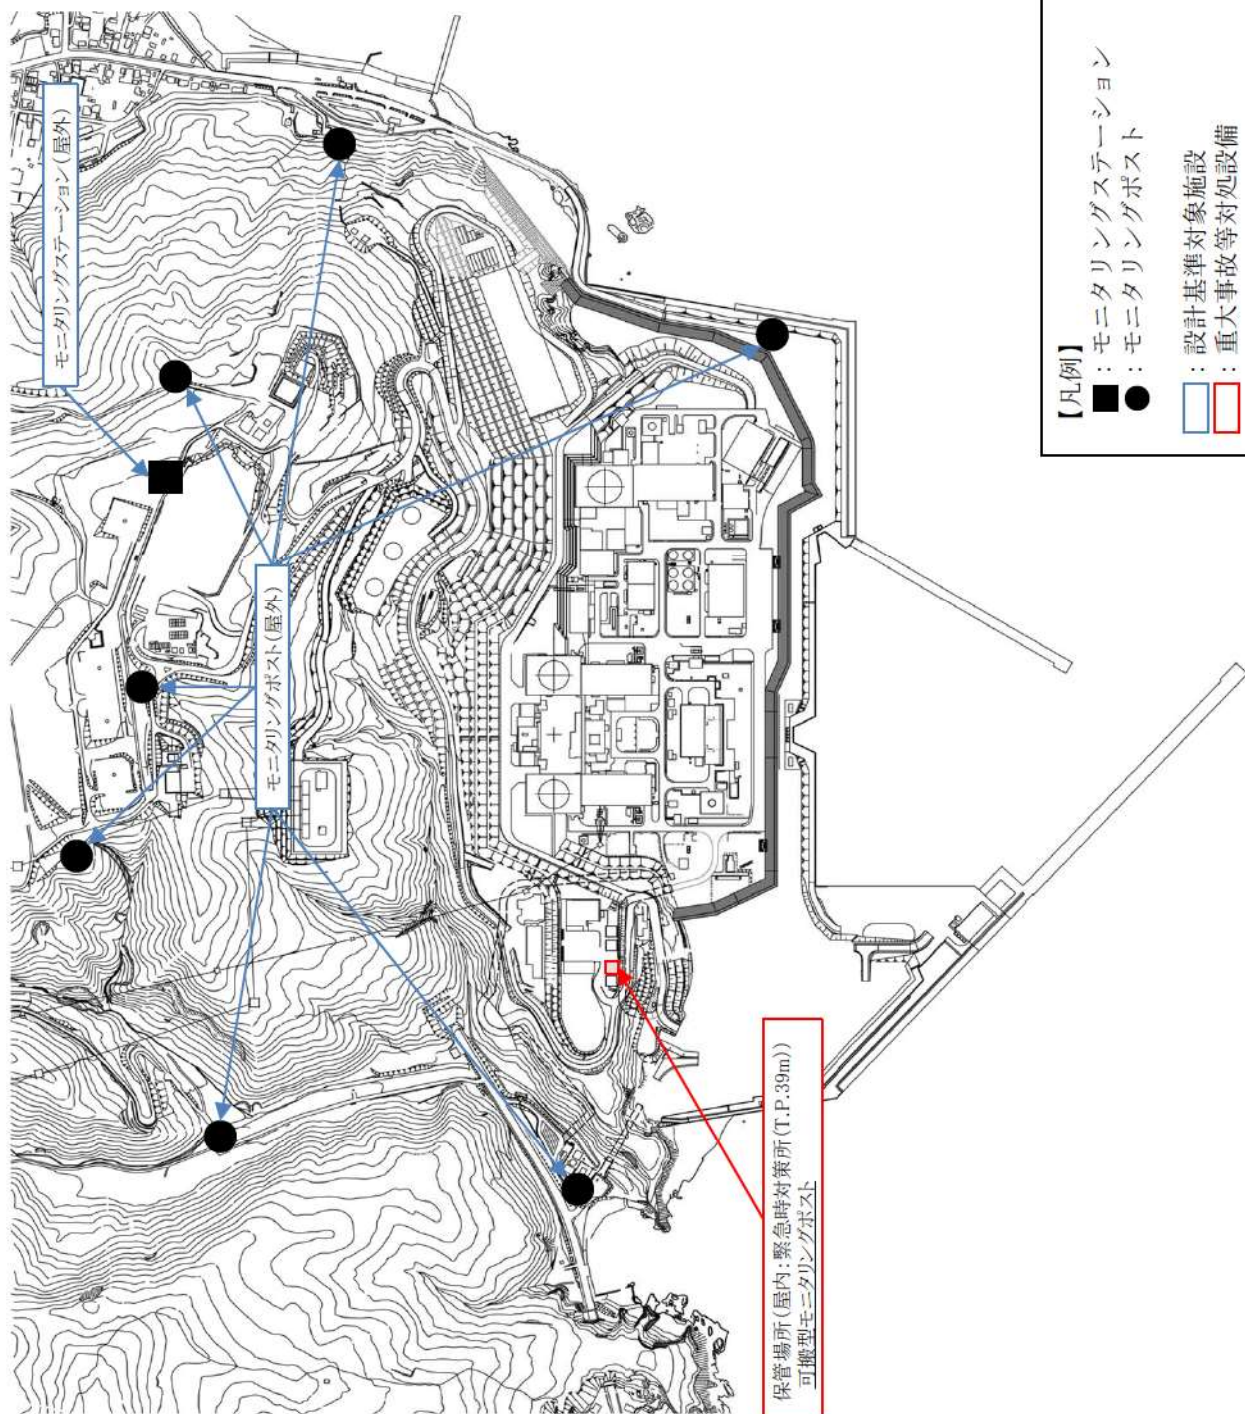 モニタリングステーション(屋外)
モニタリングポスト(屋外)
保管場所(屋内:緊急時対策所(T.P.39m))
可搬型モニタリングポスト
【凡例】
■:モニタリングステーション
●:モニタリングポスト
:設計基準対象施設
:重大事故等対処設備